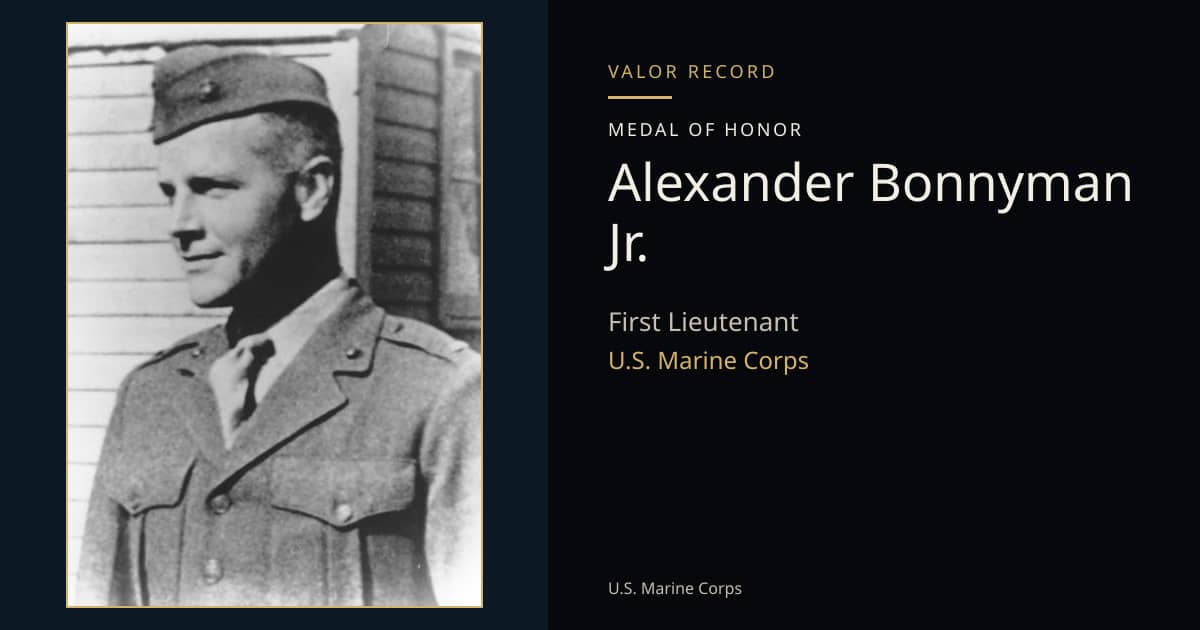 VALOR RECORD
MEDAL OF HONOR
Alexander Bonnyman
Jr.
First Lieutenant
U.S. Marine Corps
U.S. Marine Corps